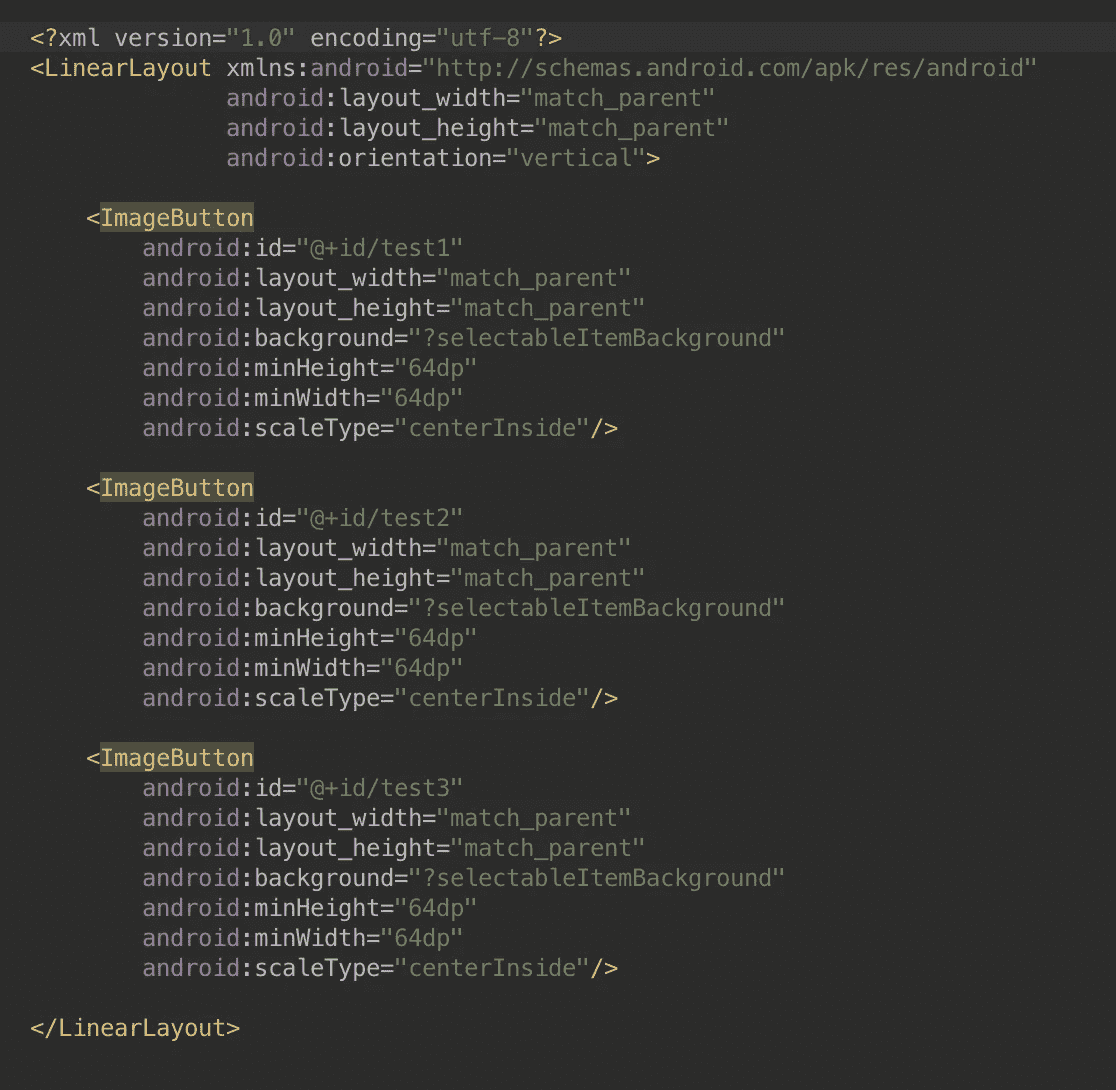 <?xml version="1.0" encoding="utf-8"?>
<LinearLayout xmlns:android="http://schemas.android.com/apk/res/android"
              android:layout_width="match_parent"
              android:layout_height="match_parent"
              android:orientation="vertical">

    <ImageButton
        android:id="@+id/test1"
        android:layout_width="match_parent"
        android:layout_height="match_parent"
        android:background="?selectableItemBackground"
        android:minHeight="64dp"
        android:minWidth="64dp"
        android:scaleType="centerInside"/>

    <ImageButton
        android:id="@+id/test2"
        android:layout_width="match_parent"
        android:layout_height="match_parent"
        android:background="?selectableItemBackground"
        android:minHeight="64dp"
        android:minWidth="64dp"
        android:scaleType="centerInside"/>

    <ImageButton
        android:id="@+id/test3"
        android:layout_width="match_parent"
        android:layout_height="match_parent"
        android:background="?selectableItemBackground"
        android:minHeight="64dp"
        android:minWidth="64dp"
        android:scaleType="centerInside"/>

</LinearLayout>